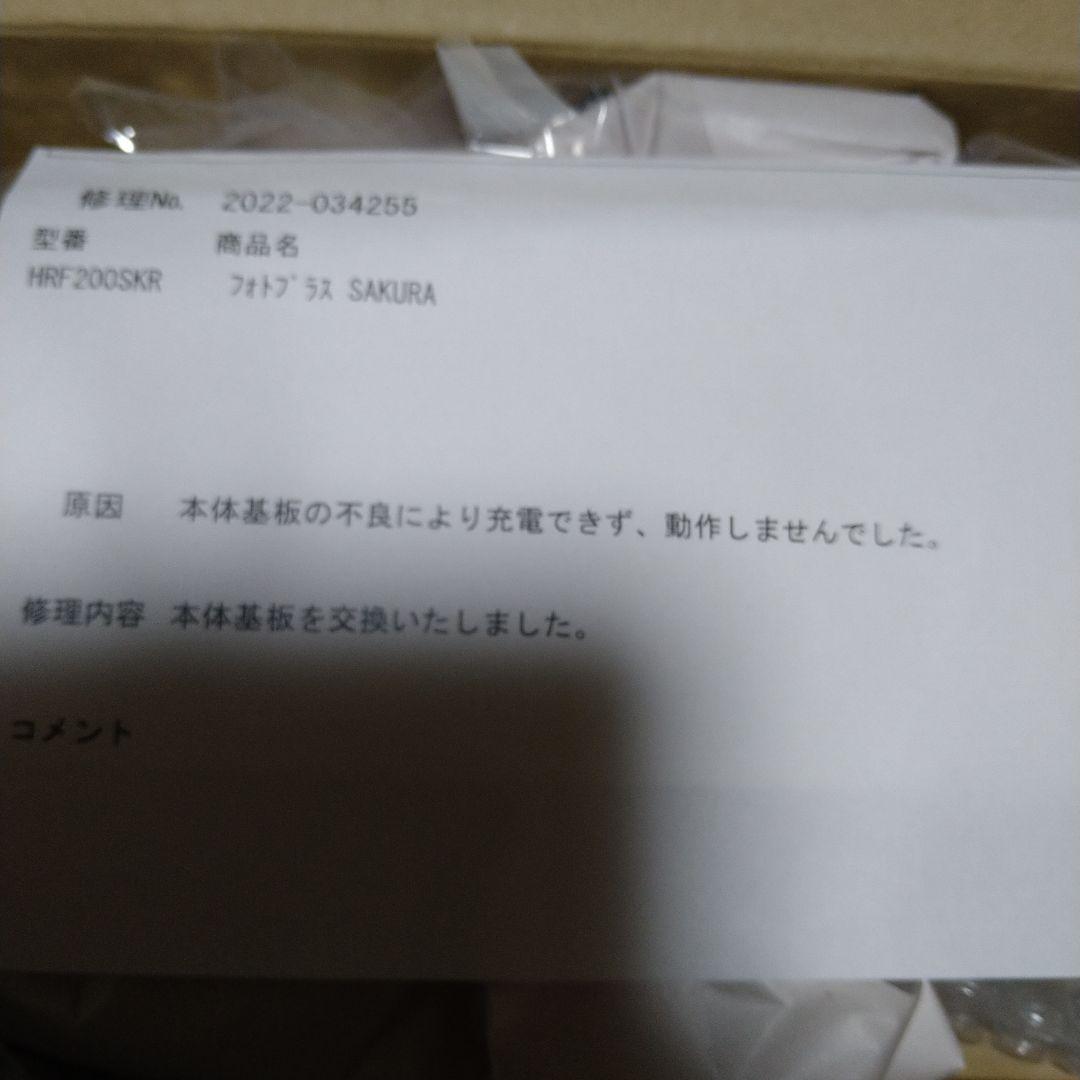 修理No. 2022-034255
型番 商品名
HRF200SKR ﾌｫﾄﾌﾟﾗｽ SAKURA
原因 本体基板の不良により充電できず、動作しませんでした。
修理内容 本体基板を交換いたしました。
コメント